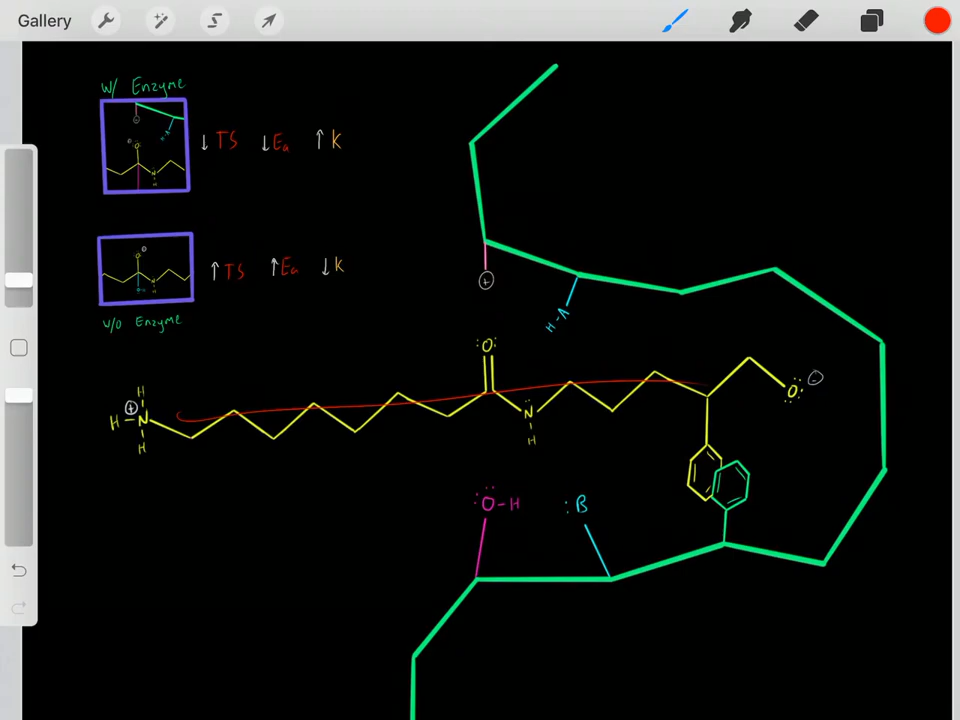 Gallery
W/ Enzyme
↓ TS ↓ Ea ↑ K
↑ TS ↑ Ea ↓ K
W/O Enzyme
H-A
:O:
H
H-N
H
N
H
:O:
:O-H
:B